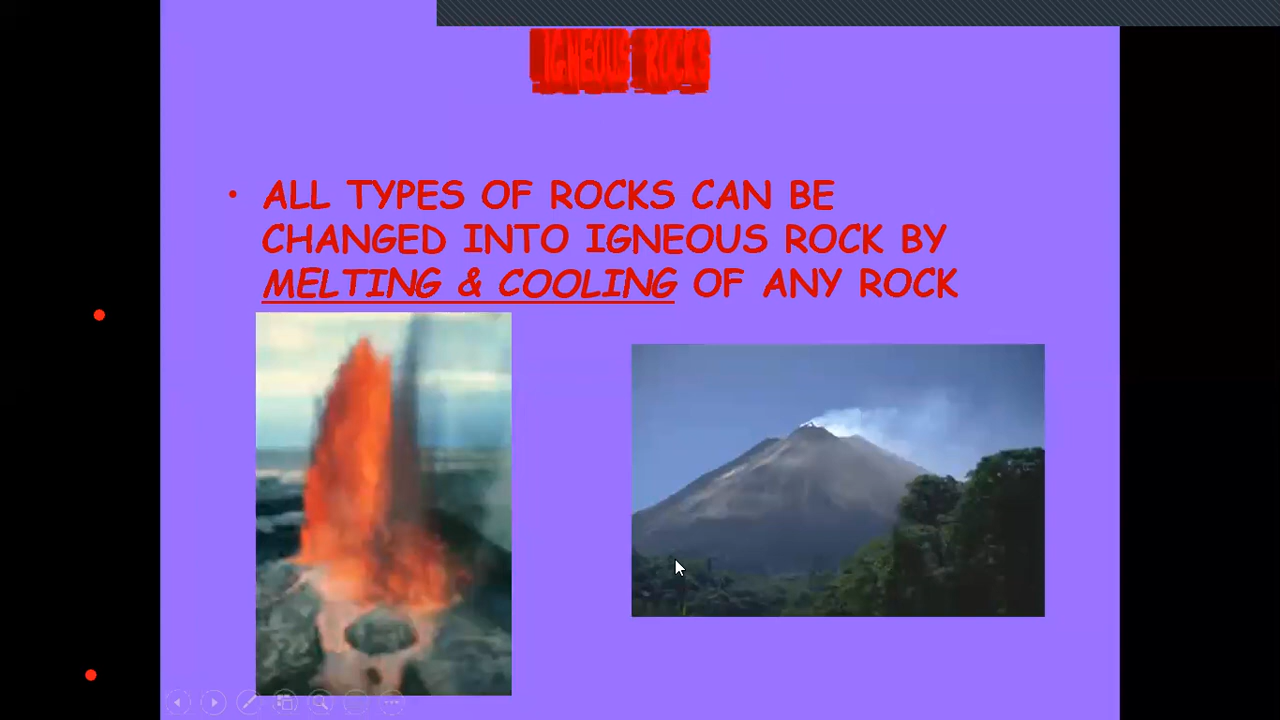 IGNEOUS ROCKS
• ALL TYPES OF ROCKS CAN BE
CHANGED INTO IGNEOUS ROCK BY
MELTING & COOLING OF ANY ROCK